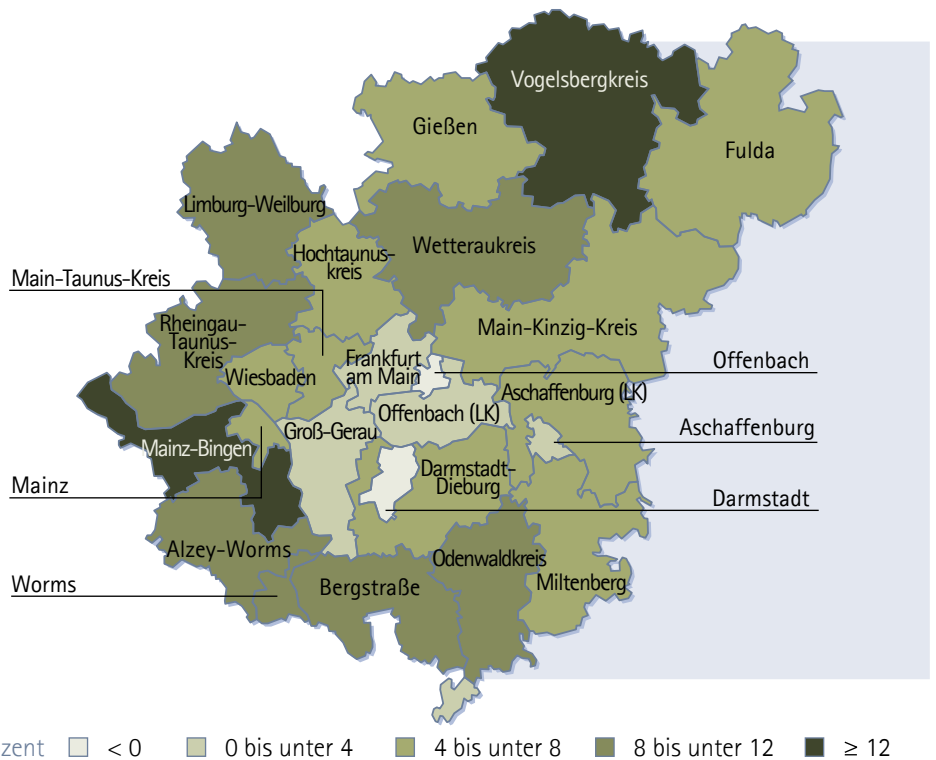 Vogelsbergkreis
Gießen
Fulda
Limburg-Weilburg
Wetteraukreis
Hochtaunus-
kreis
Main-Taunus-Kreis
Rheingau-
Taunus-
Kreis
Main-Kinzig-Kreis
Frankfurt
am Main
Offenbach
Wiesbaden
Aschaffenburg (LK)
Offenbach (LK)
Groß-Gerau
Aschaffenburg
Mainz-Bingen
Darmstadt-
Dieburg
Mainz
Darmstadt
Alzey-Worms
Odenwaldkreis
Worms
Bergstraße
Miltenberg
zent < 0 0 bis unter 4 4 bis unter 8 8 bis unter 12 ≥ 12